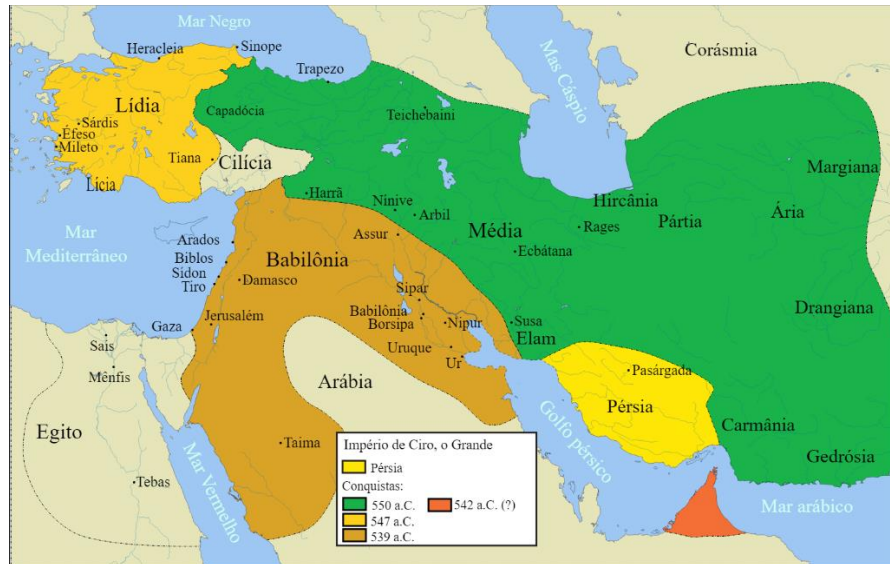 Mar Negro
Corásmia
Heracleia
Sinope
Mas Cáspio
Trapezo
Lídia
Capadócia
Teichebaini
Sárdis
Éfeso
Mileto
Tiana
Cilícia
Margiana
Lícia
Harrã
Hircânia
Nínive
Arbil
Pártia
Ária
Mar
Mediterrâneo
Assur
Média
Rages
Arados
Ecbátana
Biblos
Babilônia
Sídon
Tiro
Damasco
Sipar
Drangiana
Babilônia
Borsipa
Nipur
Susa
Jerusalém
Gaza
Elam
Sais
Uruque
Ur
Mênfis
Pasárgada
Arábia
Pérsia
Golfo pérsico
Carmânia
Egito
Taima
Gedrósia
Mar Vermelho
Tebas
Mar arábico
Império de Ciro, o Grande
Pérsia
Conquistas:
550 a.C. 542 a.C. (?)
547 a.C.
539 a.C.